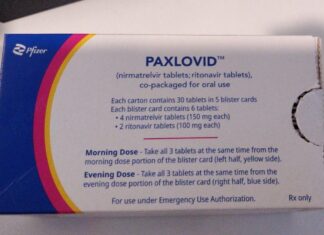 Pfizer
PAXLOVID™
(nirmatrelvir tablets; ritonavir tablets),
co-packaged for oral use
Each carton contains 30 tablets in 5 blister cards
Each blister card contains 6 tablets:
• 4 nirmatrelvir tablets (150 mg each)
• 2 ritonavir tablets (100 mg each)
Morning Dose - Take all 3 tablets at the same time from the
morning dose portion of the blister card (left half, yellow side).
Evening Dose - Take all 3 tablets at the same time from the
evening dose portion of the blister card (right half, blue side).
For use under Emergency Use Authorization.
Rx only